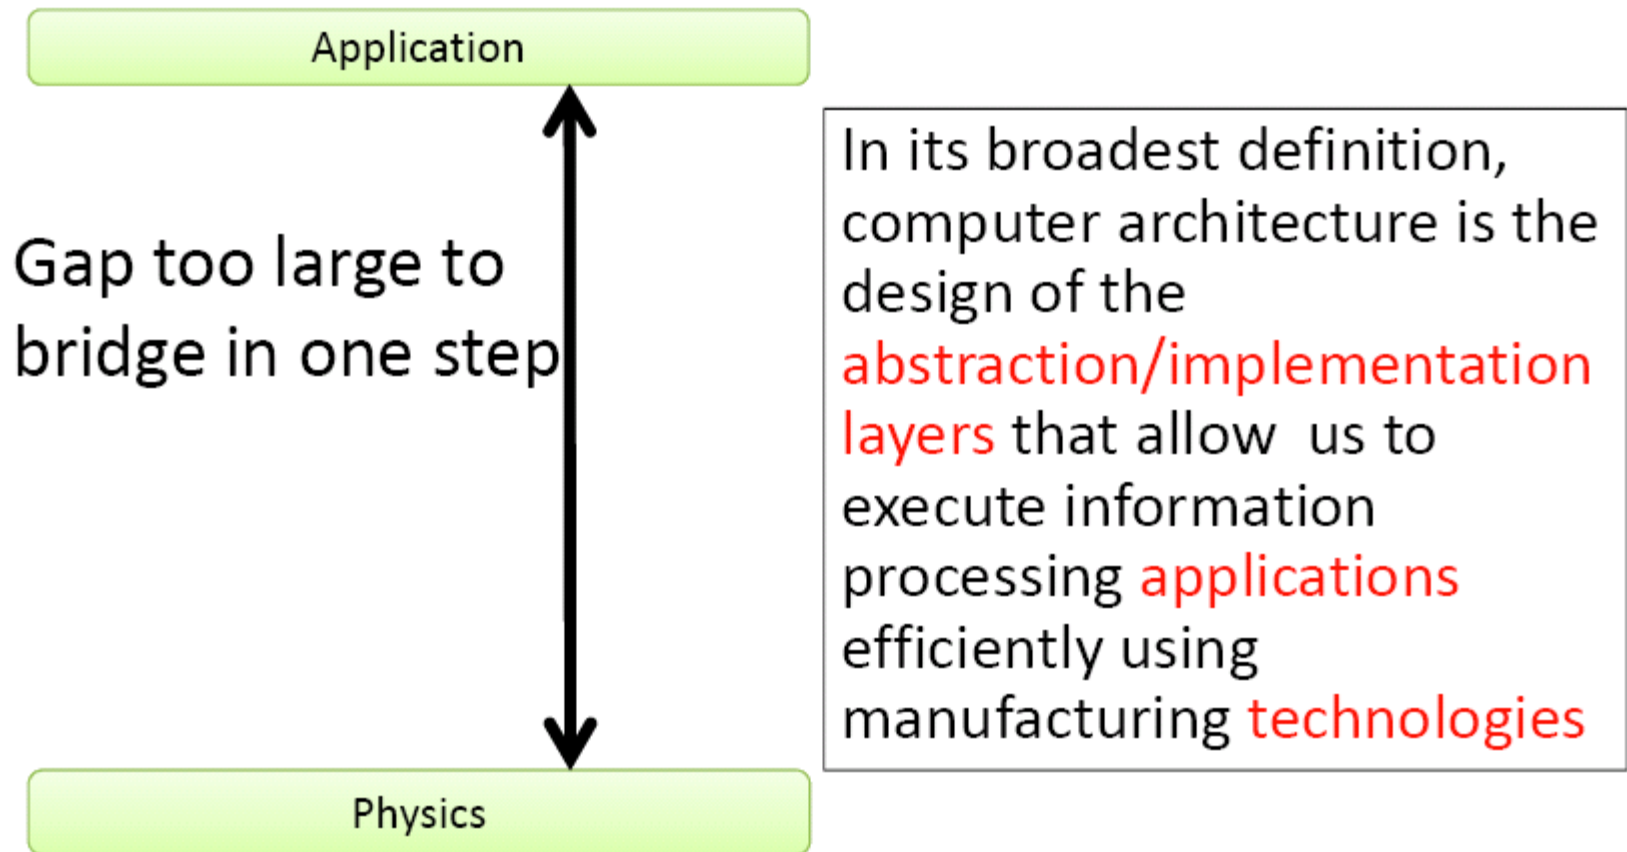 Application
Gap too large to
bridge in one step
In its broadest definition,
computer architecture is the
design of the
abstraction/implementation
layers that allow  us to
execute information
processing applications
efficiently using
manufacturing technologies
Physics